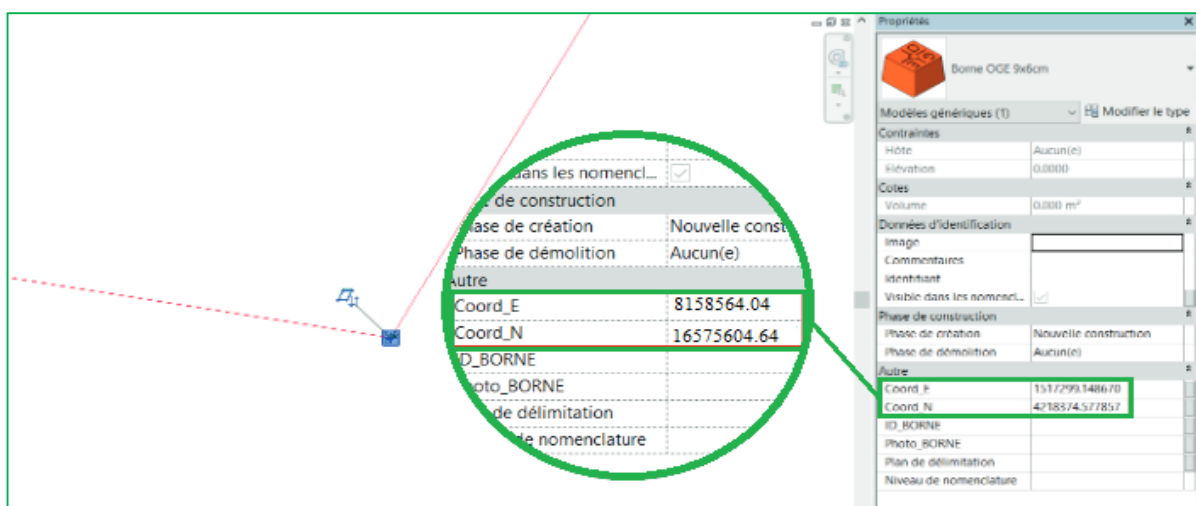 Propriétés
Borne OGE 9x6cm
Modèles génériques (1) Modifier le type
Contraintes
Hôte Aucun(e)
Élévation 0.0000
Cotes
Volume 0.000 m³
Données d'identification
Image
Commentaires
Identifiant
Visible dans les nomencl...
Phase de construction
Phase de création Nouvelle construction
Phase de démolition Aucun(e)
Autre
Coord_E 1517299.148670
Coord_N 4218374.577857
ID_BORNE
Photo_BORNE
Plan de délimitation
Niveau de nomenclature
dans les nomencl...
de construction
Phase de création Nouvelle const
Phase de démolition Aucun(e)
Autre
Coord_E 8158564.04
Coord_N 16575604.64
ID_BORNE
Photo_BORNE
de délimitation
de nomenclature